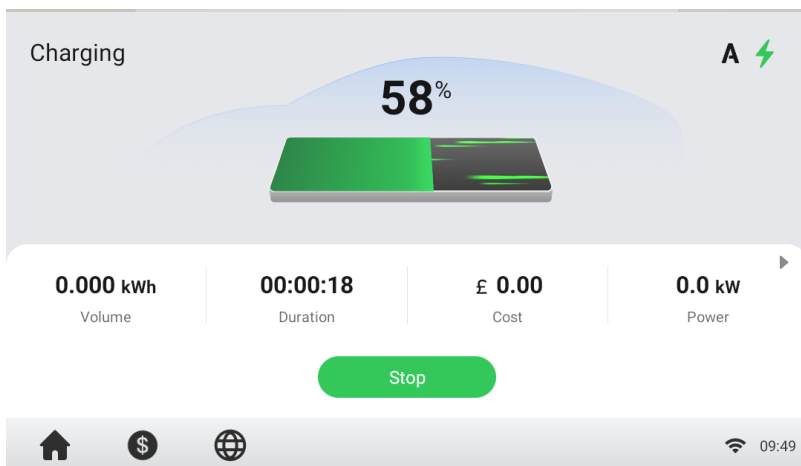 Charging
A
58%
0.000 kWh
00:00:18
£ 0.00
0.0 kW
Volume
Duration
Cost
Power
Stop
$
09:49